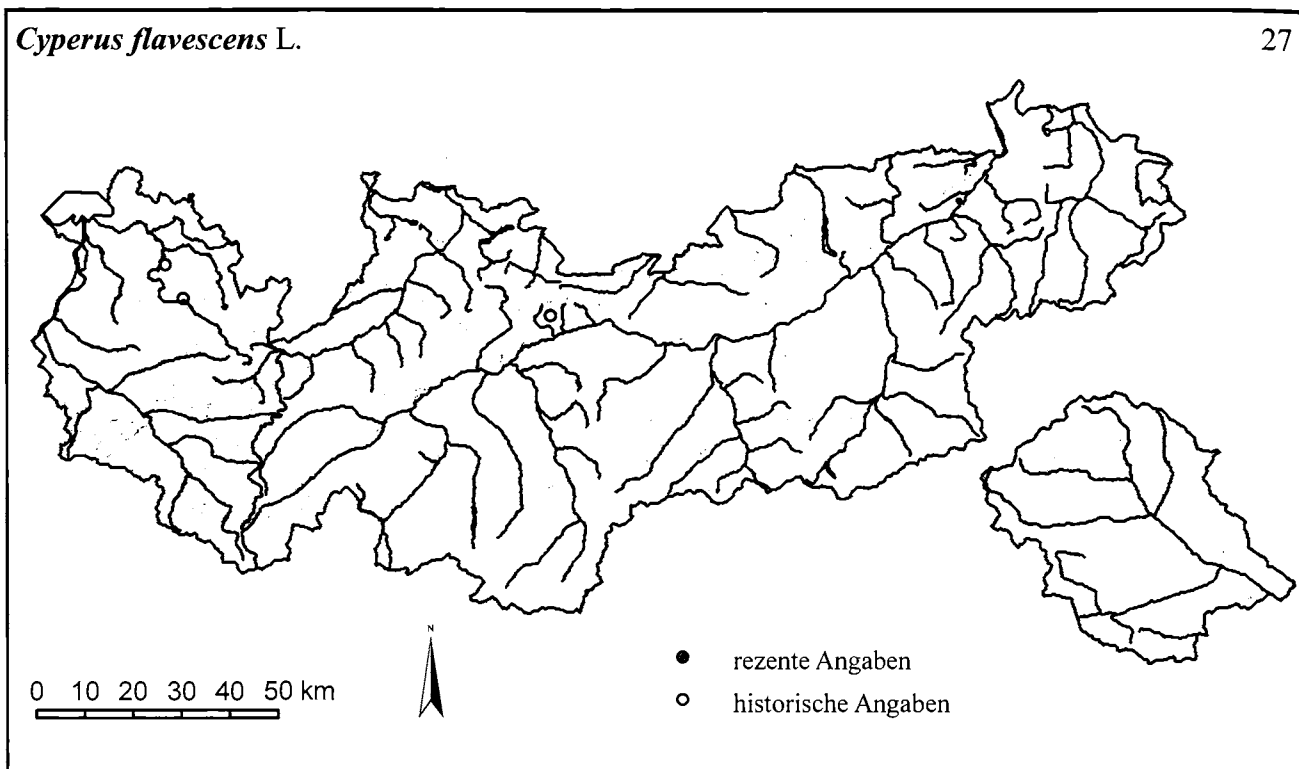 Cyperus flavescens L. 27
N
rezente Angaben
0 10 20 30 40 50 km
historische Angaben